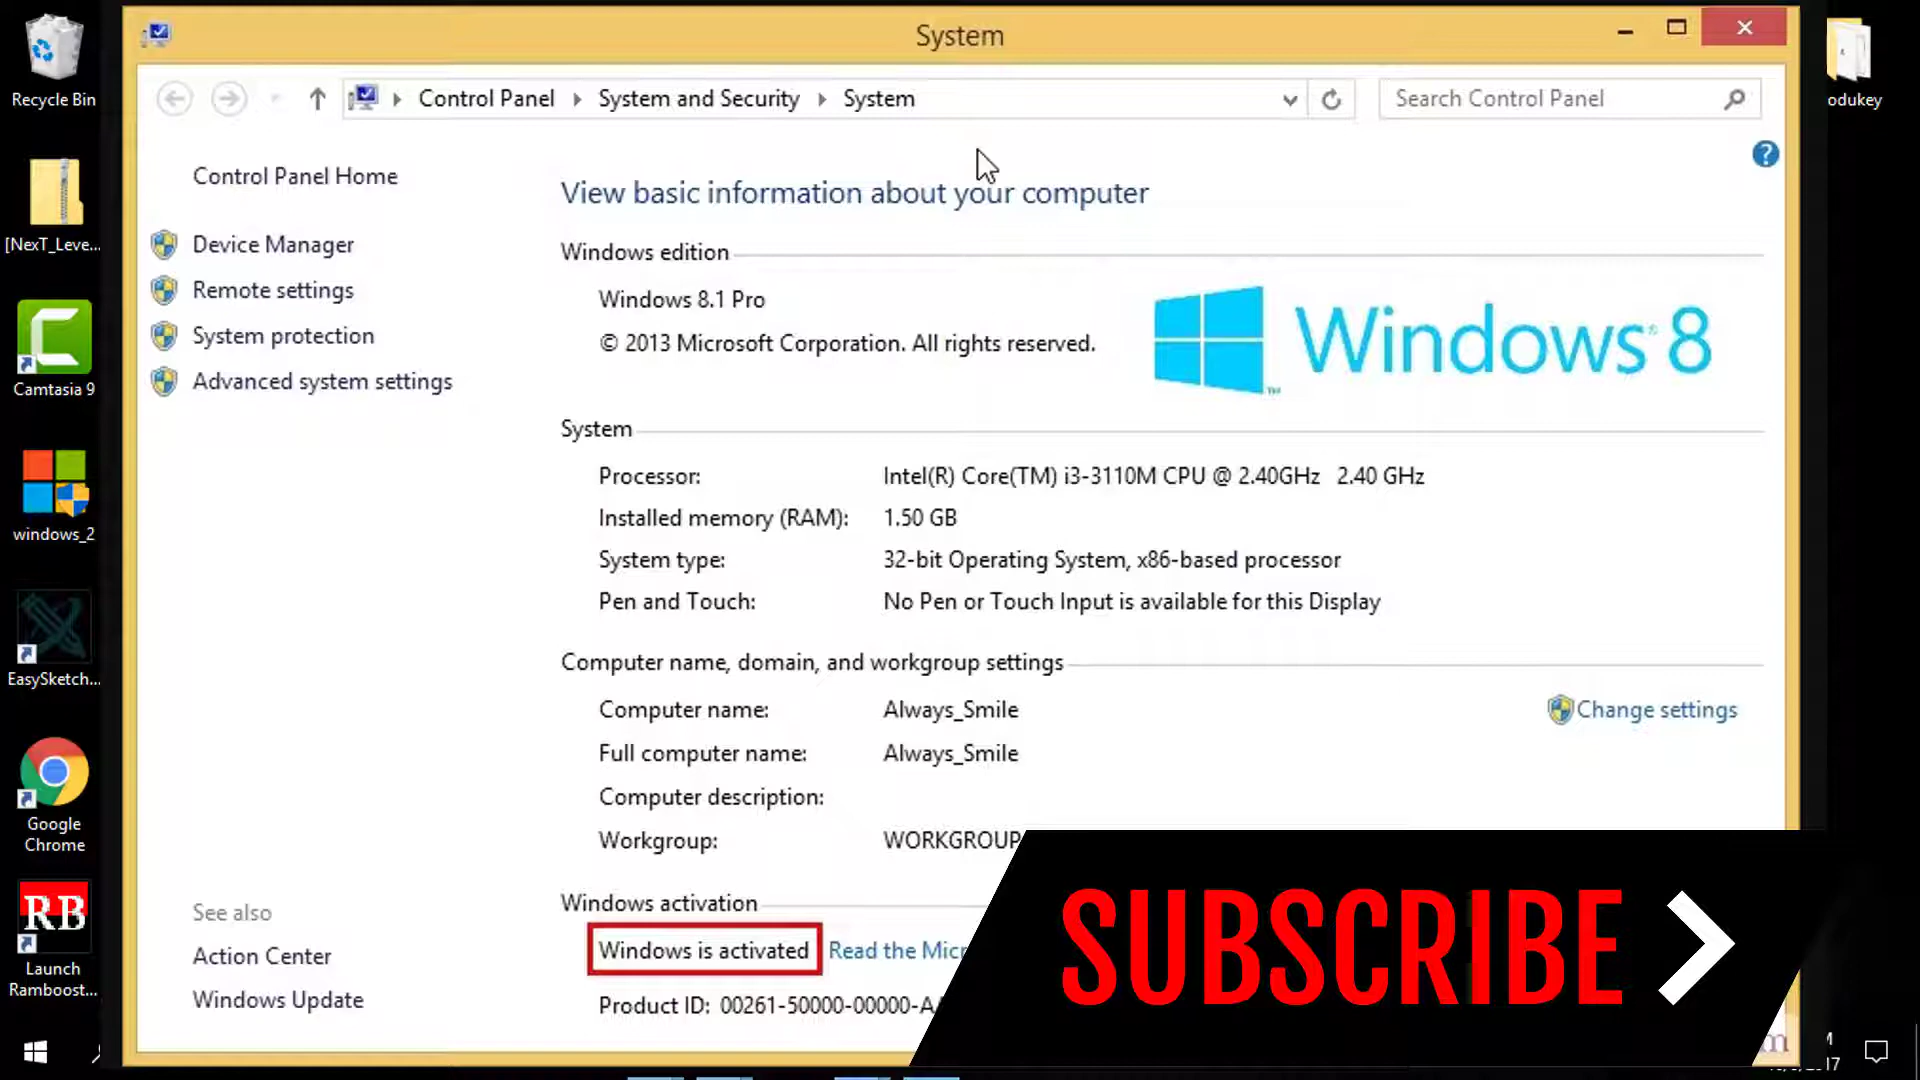 System
Recycle Bin
Control Panel
System and Security
System
Search Control Panel
odukey
Control Panel Home
View basic information about your computer
Device Manager
Windows edition
[NexT_Leve...
Remote settings
Windows 8.1 Pro
System protection
© 2013 Microsoft Corporation. All rights reserved.
Windows 8
Camtasia 9
Advanced system settings
System
Processor: Intel(R) Core(TM) i3-3110M CPU @ 2.40GHz 2.40 GHz
windows_2
Installed memory (RAM): 1.50 GB
System type: 32-bit Operating System, x86-based processor
Pen and Touch: No Pen or Touch Input is available for this Display
EasySketch...
Computer name, domain, and workgroup settings
Computer name: Always_Smile
Change settings
Full computer name: Always_Smile
Computer description:
Google
Chrome
Workgroup: WORKGROUP
RB
See also
Windows activation
SUBSCRIBE
Action Center
Windows is activated Read the Micr
Launch
Ramboost...
Windows Update
Product ID: 00261-50000-00000-A